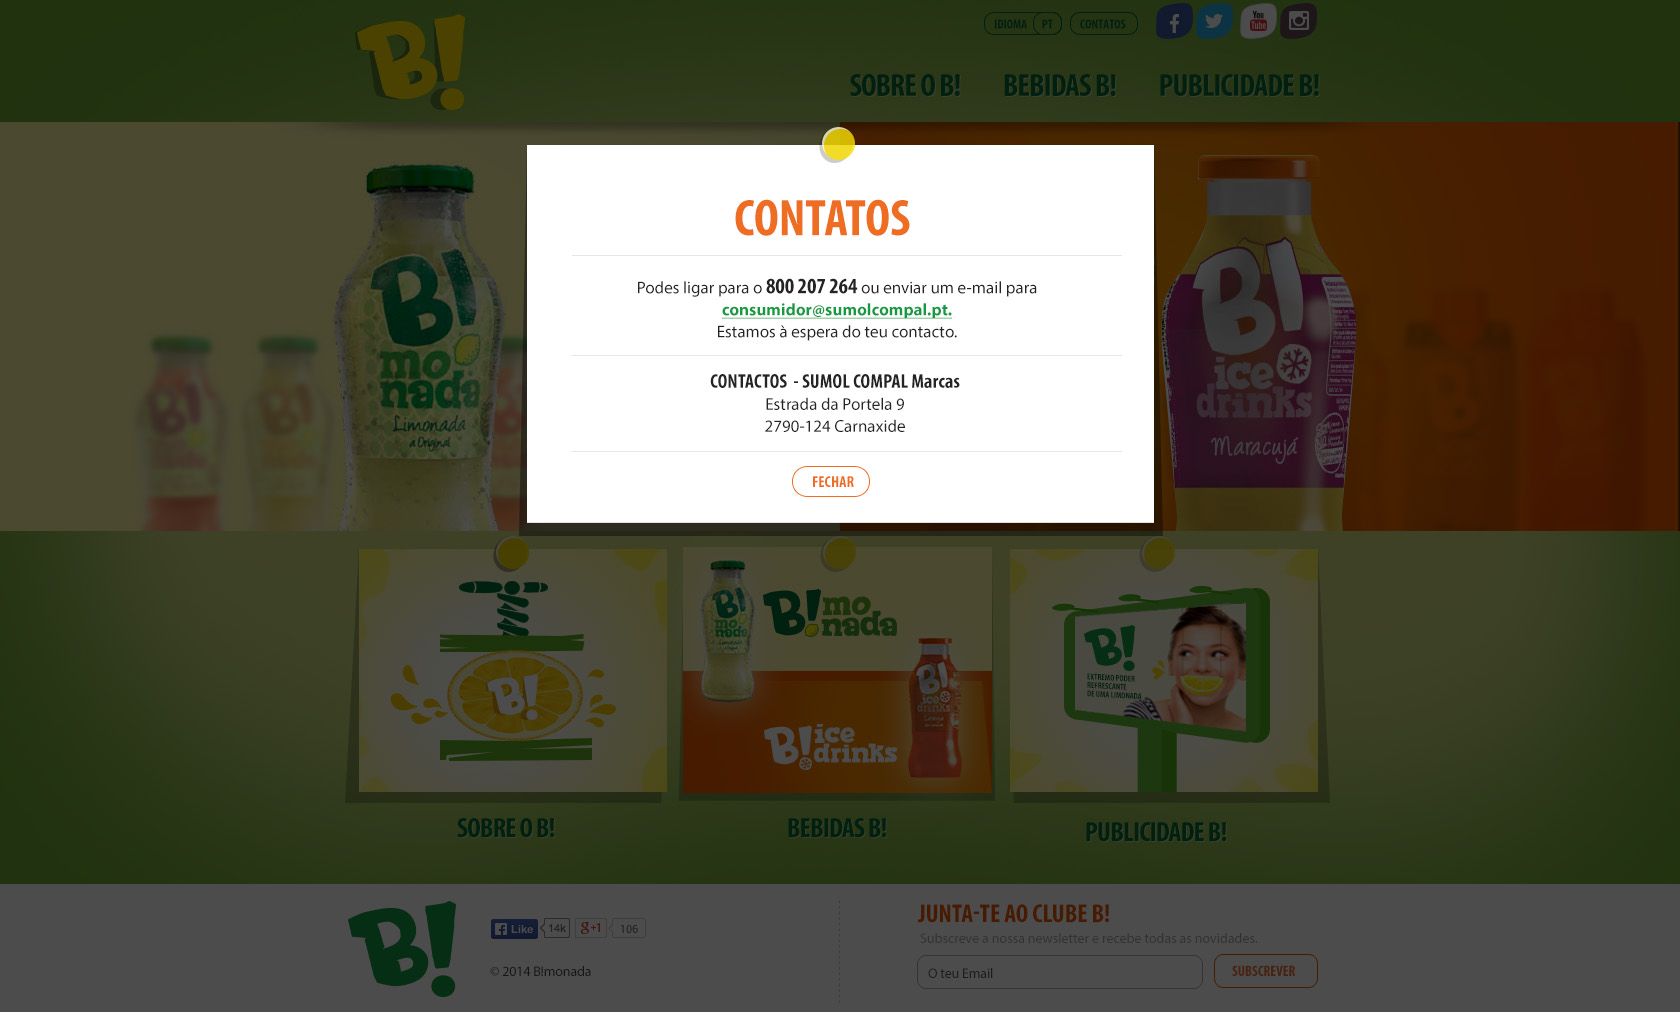 B!
IDIOMA PT
CONTATOS
You Tube
SOBRE O B!
BEBIDAS B!
PUBLICIDADE B!
B!
mo
nada
Limonada
a Original
B!
ice
drinks
Maracujá
CONTATOS
Podes ligar para o 800 207 264 ou enviar um e-mail para
consumidor@sumolcompal.pt.
Estamos à espera do teu contacto.
CONTACTOS - SUMOL COMPAL Marcas
Estrada da Portela 9
2790-124 Carnaxide
FECHAR
B!
B!
mo
nada
B! mo
nada
B!
ice
drinks
B! ice
drinks
B!
EXTREMO PODER
REFRESCANTE
DE UMA LIMONADA
SOBRE O B!
BEBIDAS B!
PUBLICIDADE B!
B!
Like 14k g+1 106
© 2014 B!monada
JUNTA-TE AO CLUBE B!
Subscreve a nossa newsletter e recebe todas as novidades.
O teu Email
SUBSCREVER